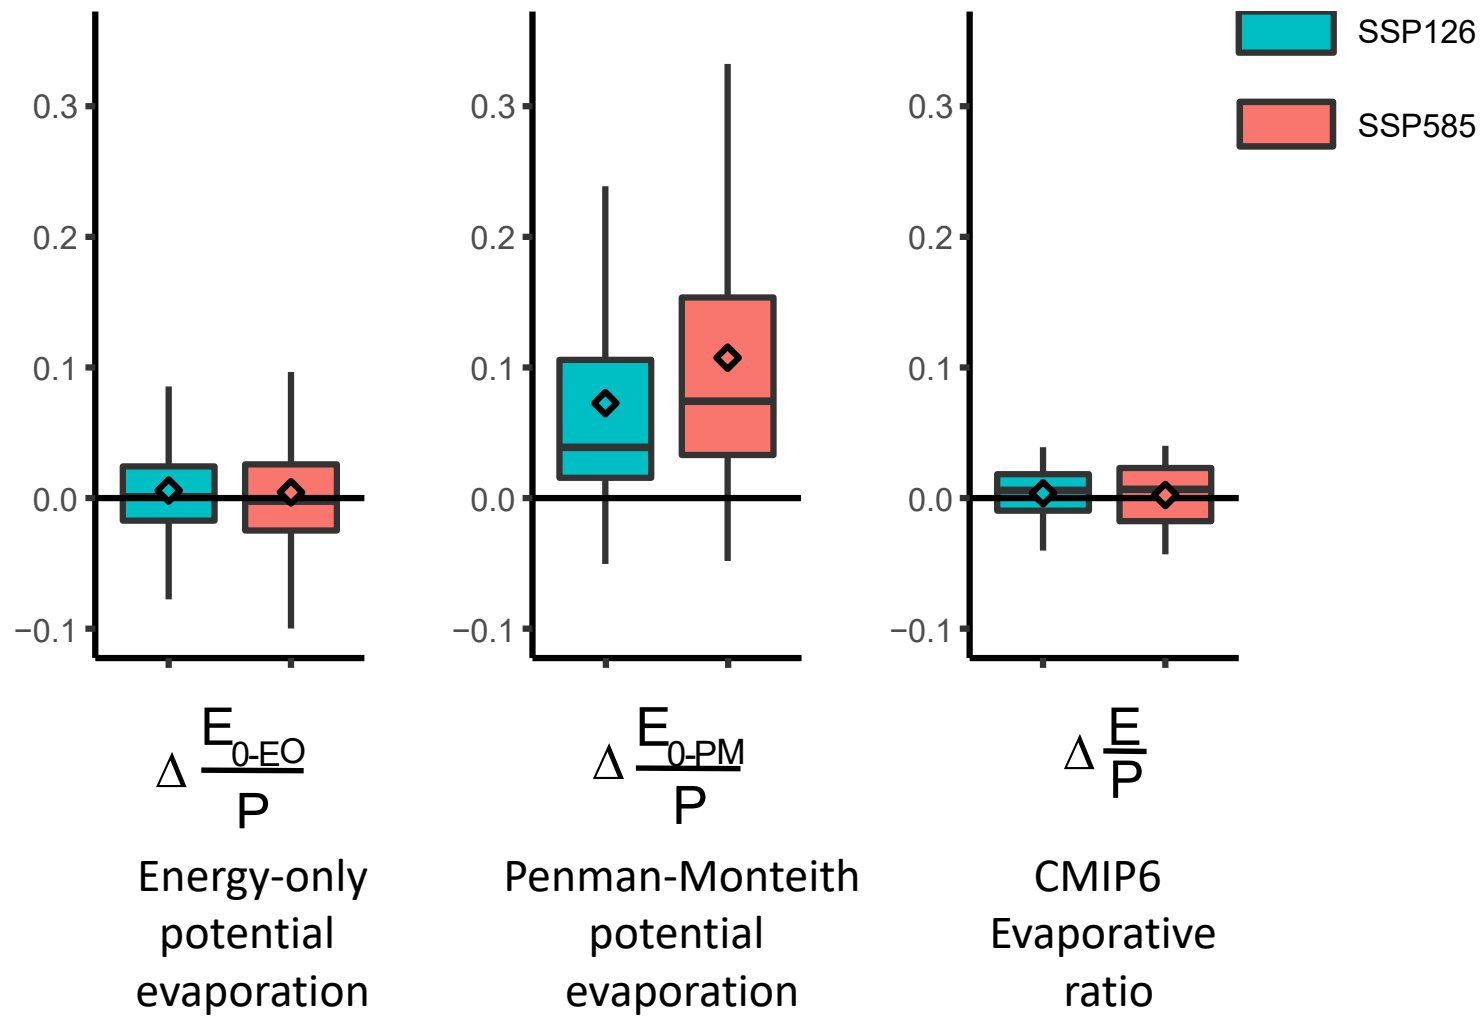 SSP126
SSP585
0.3
0.2
0.1
0.0
−0.1
0.3
0.2
0.1
0.0
−0.1
0.3
0.2
0.1
0.0
−0.1
Δ E0-EO
P
Energy-only
potential
evaporation
Δ E0-PM
P
Penman-Monteith
potential
evaporation
Δ E
P
CMIP6
Evaporative
ratio